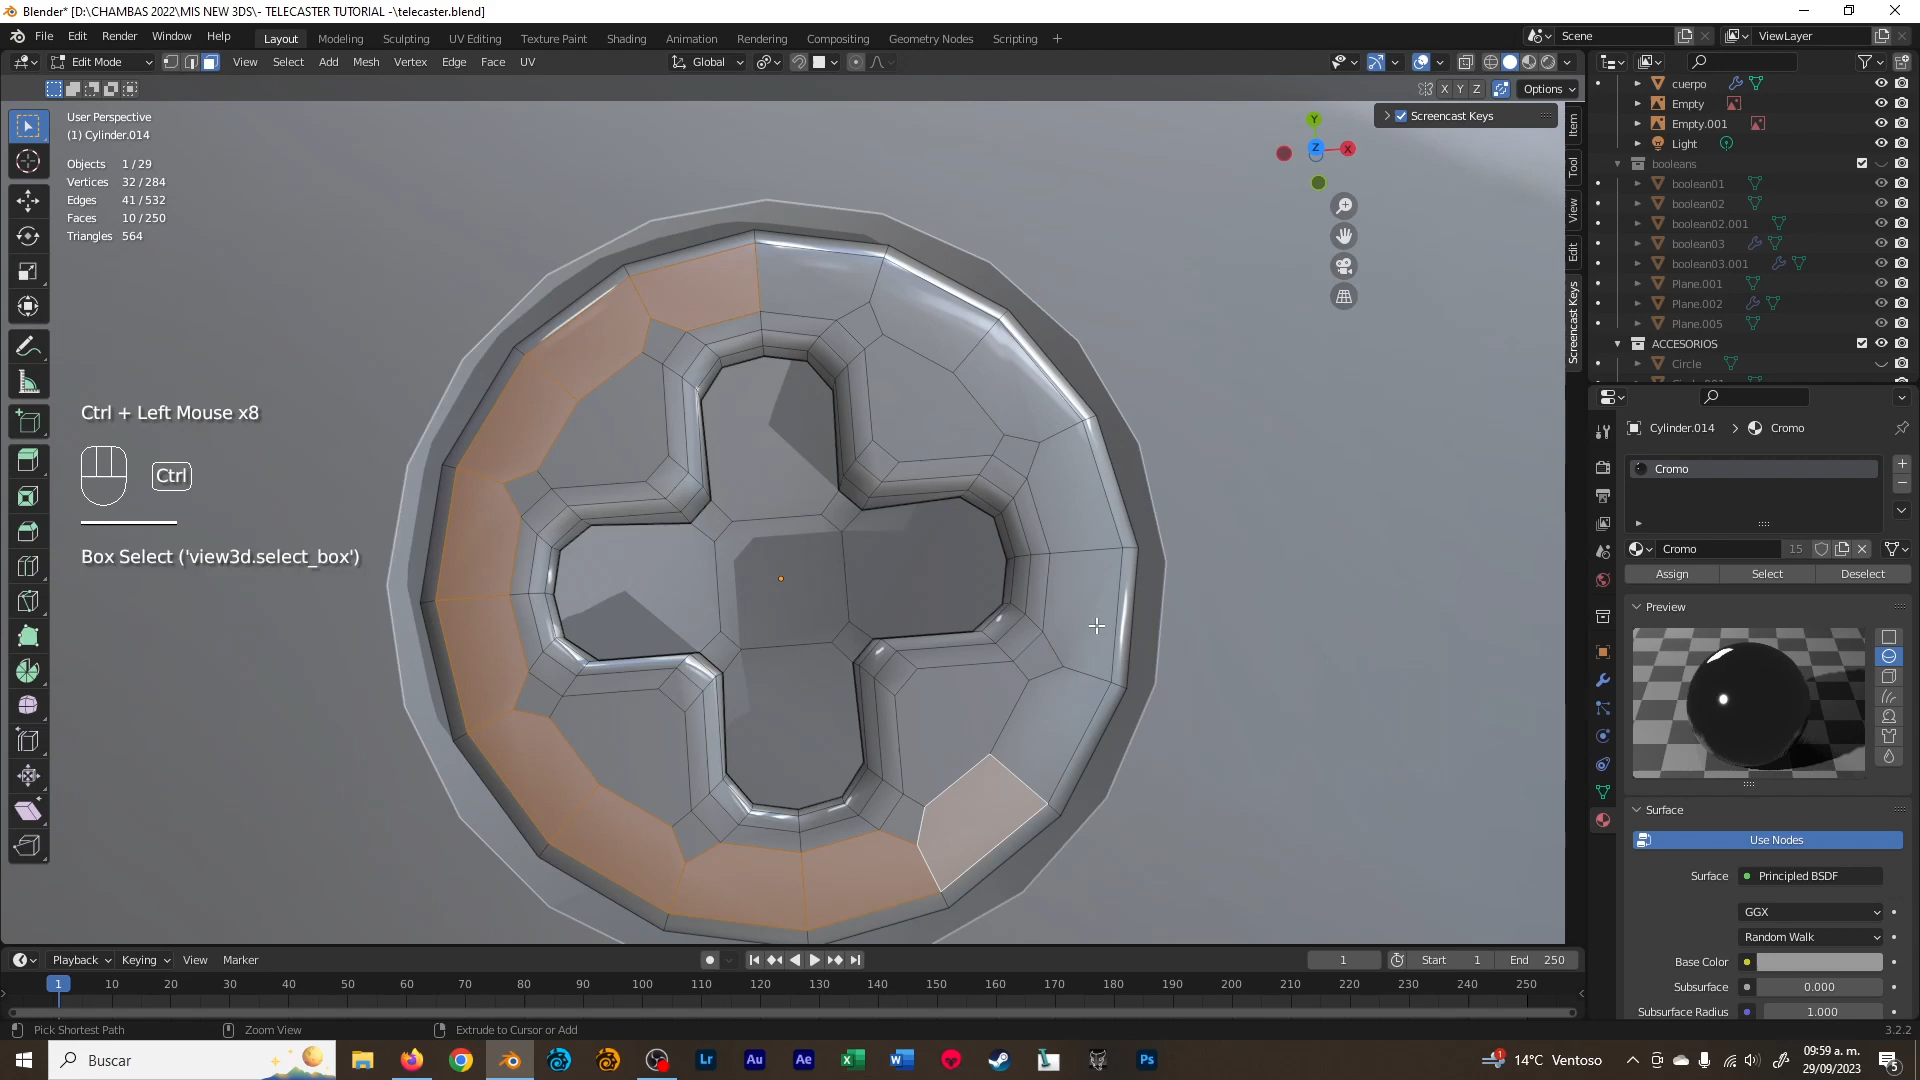 Blender* [D:\CHAMBAS 2022\MIS NEW 3DS\- TELECASTER TUTORIAL -\telecaster.blend]
File Edit Render Window Help Layout Modeling Sculpting UV Editing Texture Paint Shading Animation Rendering Compositing Geometry Nodes Scripting + Scene ViewLayer
Edit Mode View Select Add Mesh Vertex Edge Face UV Global
X Y Z Options
User Perspective
(1) Cylinder.014
Objects 1/29
Vertices 32/284
Edges 41/532
Faces 10/250
Triangles 564
Screencast Keys
Y
Z
X
Item
Tool
View
Edit
Screencast Keys
Ctrl + Left Mouse x8
Ctrl
Box Select ('view3d.select_box')
cuerpo
Empty
Empty.001
Light
booleans
boolean01
boolean02
boolean02.001
boolean03
boolean03.001
Plane.001
Plane.002
Plane.005
ACCESORIOS
Circle
Cylinder.014 > Cromo
Cromo
Cromo 15
Assign Select Deselect
Preview
Surface
Use Nodes
Surface Principled BSDF
GGX
Random Walk
Base Color
Subsurface 0.000
Subsurface Radius 1.000
Playback Keying View Marker 1 Start 1 End 250
1 10 20 30 40 50 60 70 80 90 100 110 120 130 140 150 160 170 180 190 200 210 220 230 240 250
Pick Shortest Path Zoom View Extrude to Cursor or Add 3.2.2
Buscar Lr Au Ae Ps 1 14°C Ventoso 09:59 a. m.
29/09/2023 5